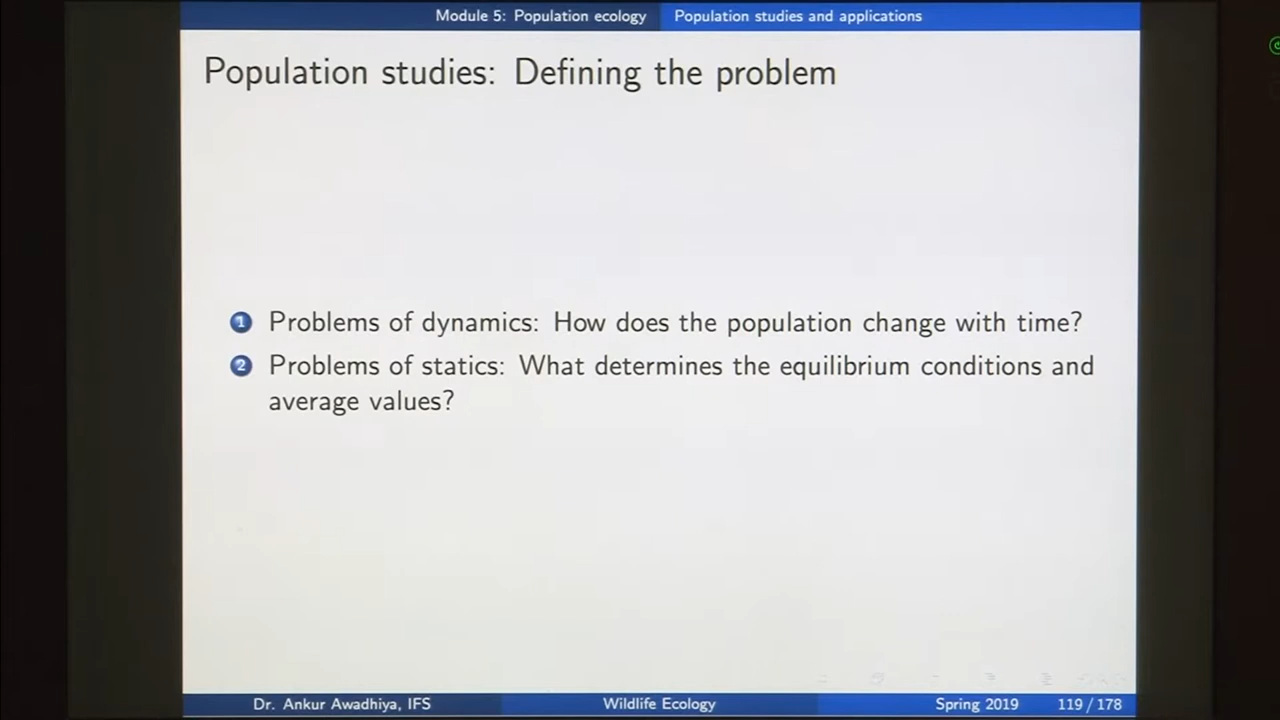 Module 5: Population ecology Population studies and applications
Population studies: Defining the problem
1 Problems of dynamics: How does the population change with time?
2 Problems of statics: What determines the equilibrium conditions and
average values?
Dr. Ankur Awadhiya, IFS Wildlife Ecology Spring 2019 119 / 178